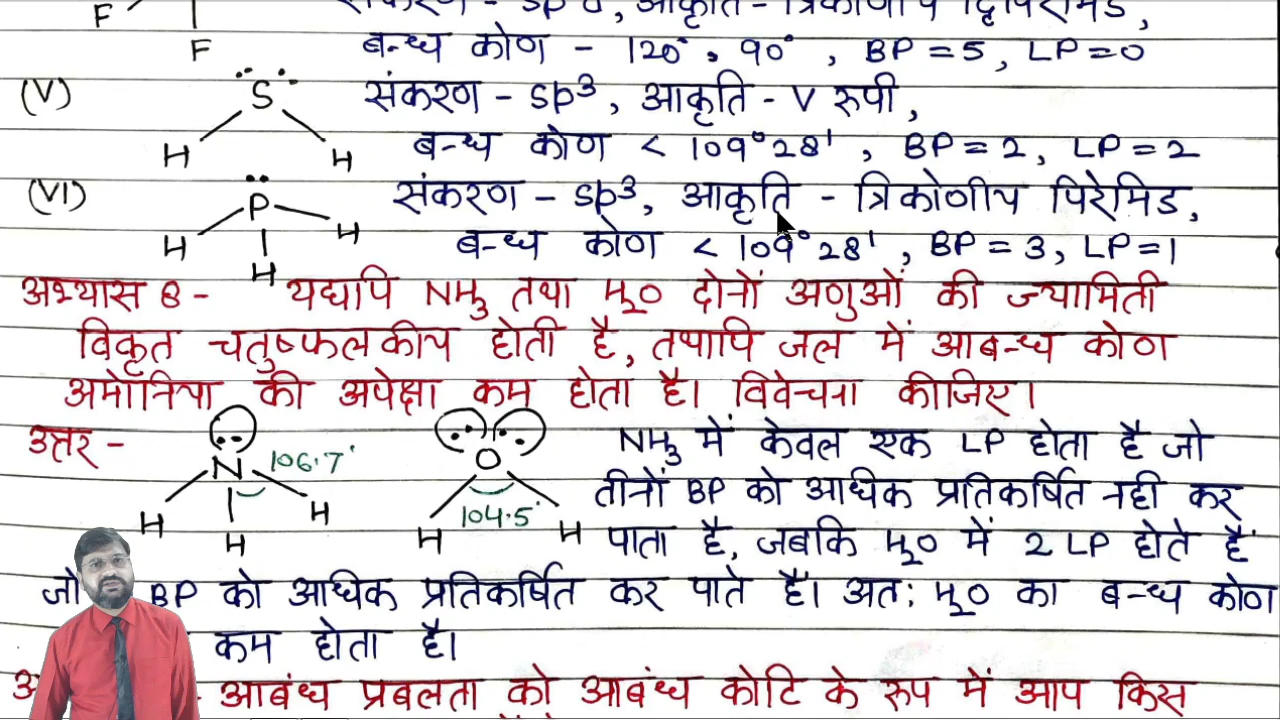 F
F
संकरण - sp³d, आकृति - त्रिकोणीय द्विपिरैमिड,
बन्ध कोण - 120°, 90°, BP = 5, LP = 0
(V) S H H संकरण - sp³, आकृति - V रूपी,
बन्ध कोण < 109°28', BP = 2, LP = 2
(VI) P H H H संकरण - sp³, आकृति - त्रिकोणीय पिरेमिड,
बन्ध कोण < 109°28', BP = 3, LP = 1
अभ्यास 8 - यद्यपि NH₃ तथा H₂O दोनों अणुओं की ज्यामिती
विकृत चतुष्फलकीय होती है, तथापि जल में आबन्ध कोण
अमोनिया की अपेक्षा कम होता है। विवेचना कीजिए।
उत्तर - N 106.7° H H H O 104.5° H H NH₃ में केवल एक LP होता है जो
तीनों BP को अधिक प्रतिकर्षित नही कर
पाता है, जबकि H₂O में 2 LP होते हैं
जो BP को अधिक प्रतिकर्षित कर पाते हैं। अतः H₂O का बन्ध कोण
कम होता है।
- आबंध प्रबलता को आबंध कोटि के रूप में आप किस